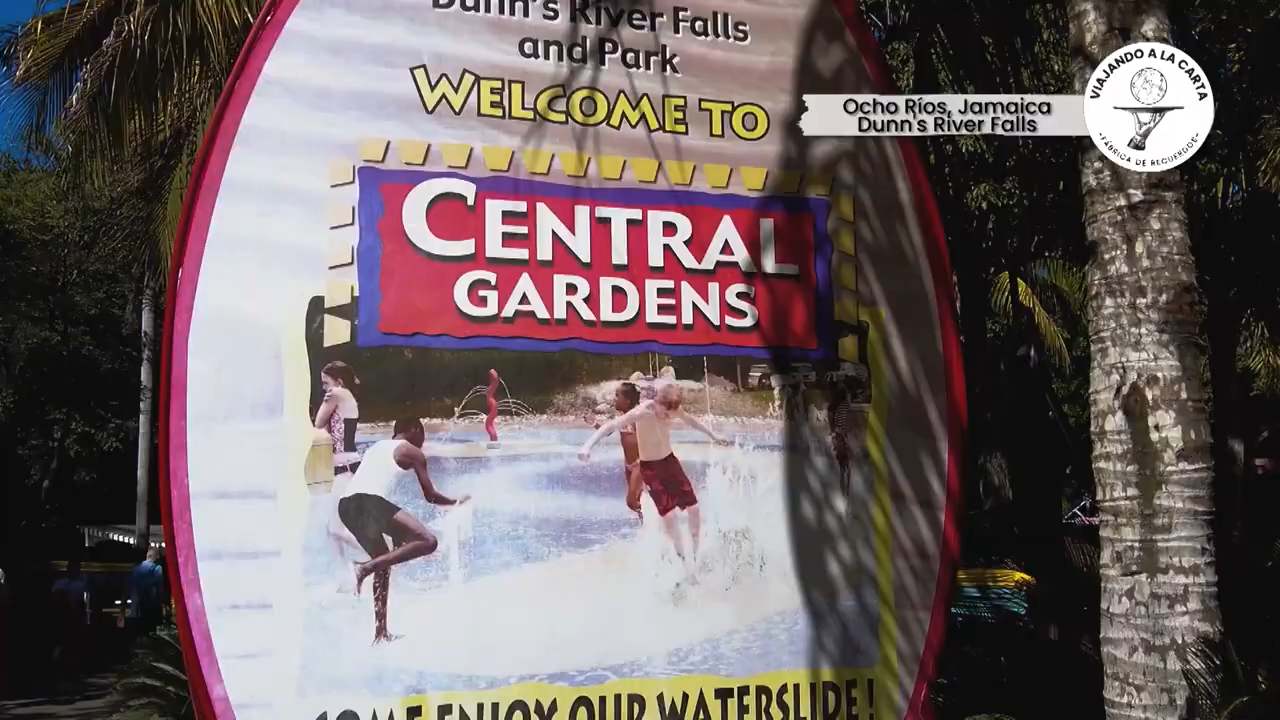 Dunn's River Falls
and Park
WELCOME TO
CENTRAL
GARDENS
COME ENJOY OUR WATERSLIDE!
Ocho Ríos, Jamaica
Dunn's River Falls
VIAJANDO A LA CARTA
-FÁBRICA DE RECUERDOS-